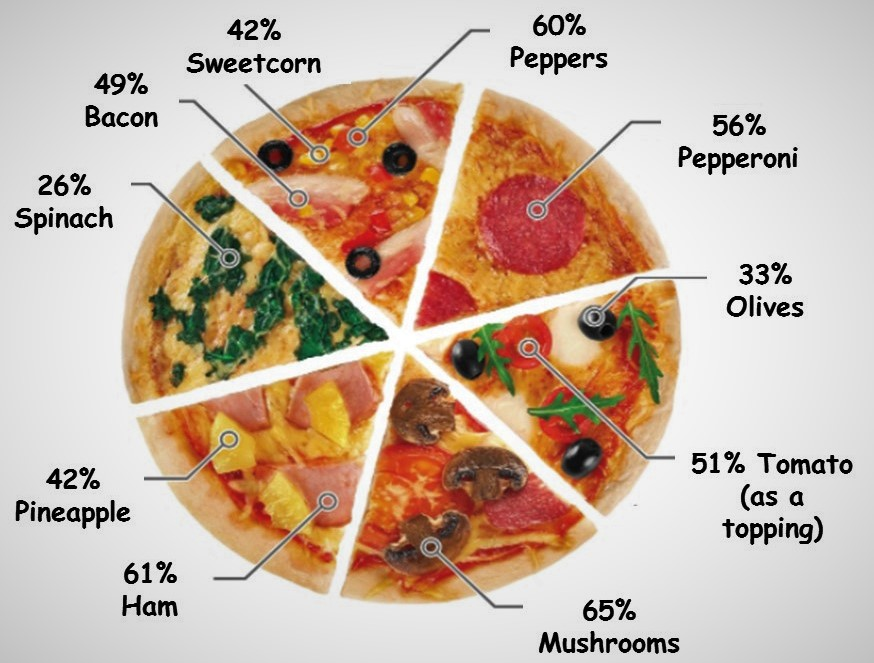 42%
Sweetcorn
60%
Peppers
49%
Bacon
56%
Pepperoni
26%
Spinach
33%
Olives
51% Tomato
(as a
topping)
42%
Pineapple
61%
Ham
65%
Mushrooms